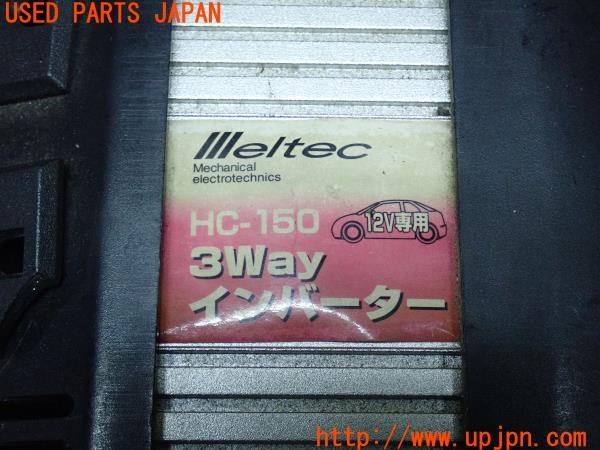 USED PARTS JAPAN
Meltec
Mechanical
electrotechnics
HC-150
12V専用
3Way
インバーター
http://www.upjpn.com/